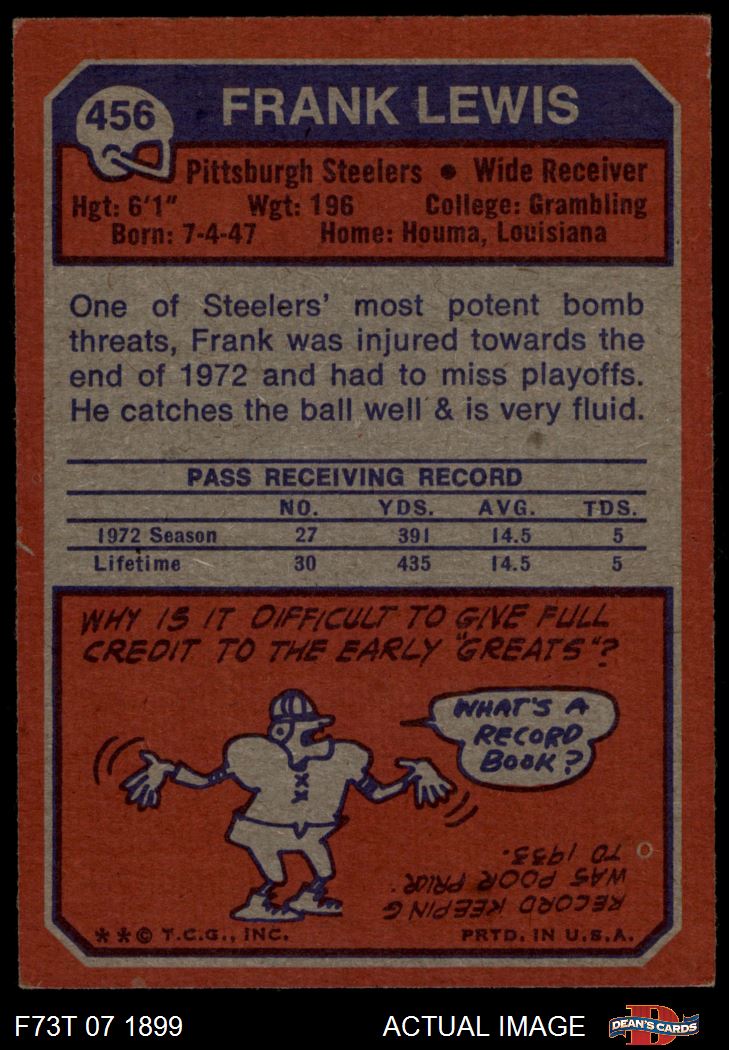 456
FRANK LEWIS
Pittsburgh Steelers ● Wide Receiver
Hgt: 6'1" Wgt: 196 College: Grambling
Born: 7-4-47 Home: Houma, Louisiana
One of Steelers' most potent bomb
threats, Frank was injured towards the
end of 1972 and had to miss playoffs.
He catches the ball well & is very fluid.
PASS RECEIVING RECORD
NO. YDS. AVG. TDS.
1972 Season 27 391 14.5 5
Lifetime 30 435 14.5 5
WHY IS IT DIFFICULT TO GIVE FULL
CREDIT TO THE EARLY "GREATS"?
WHAT'S A
RECORD
BOOK?
RECORD KEEPING
WAS POOR PRIOR
TO 1933.
* * © T.C.G., INC. PRTD. IN U.S.A.
F73T 07 1899 ACTUAL IMAGE
D
DEAN'S CARDS